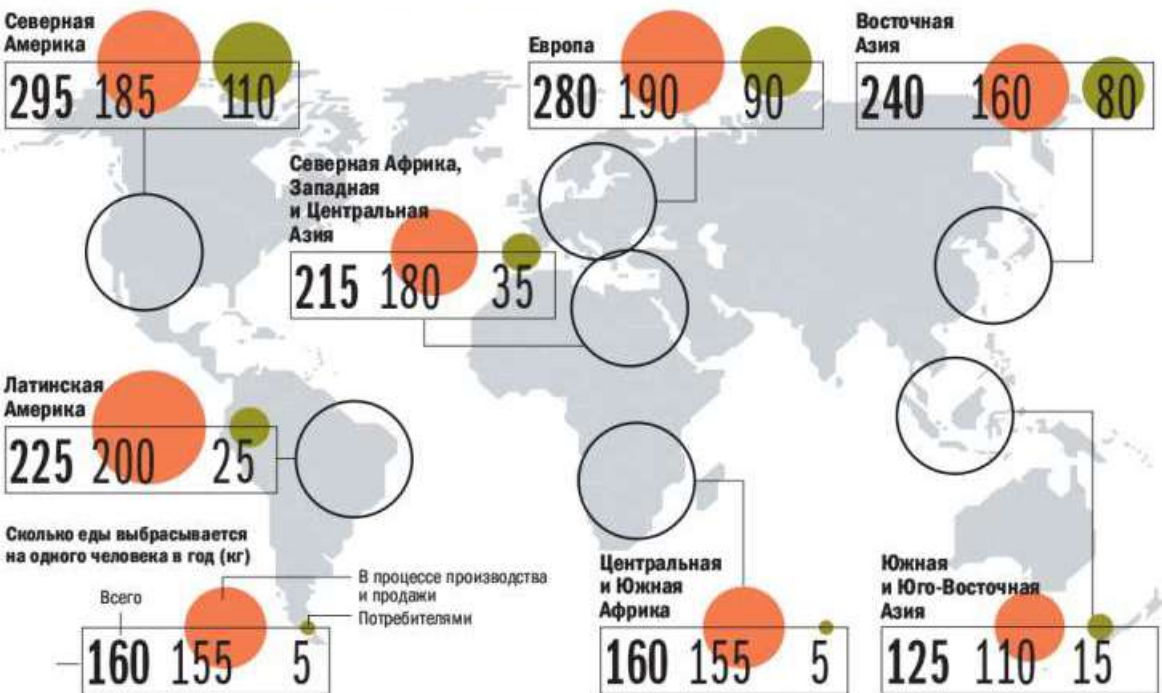 Северная
Америка
295 185 110
Европа
280 190 90
Восточная
Азия
240 160 80
Северная Африка,
Западная
и Центральная
Азия
215 180 35
Латинская
Америка
225 200 25
Сколько еды выбрасывается
на одного человека в год (кг)
Всего
В процессе производства
и продажи
Потребителями
160 155 5
Центральная
и Южная
Африка
160 155 5
Южная
и Юго-Восточная
Азия
125 110 15